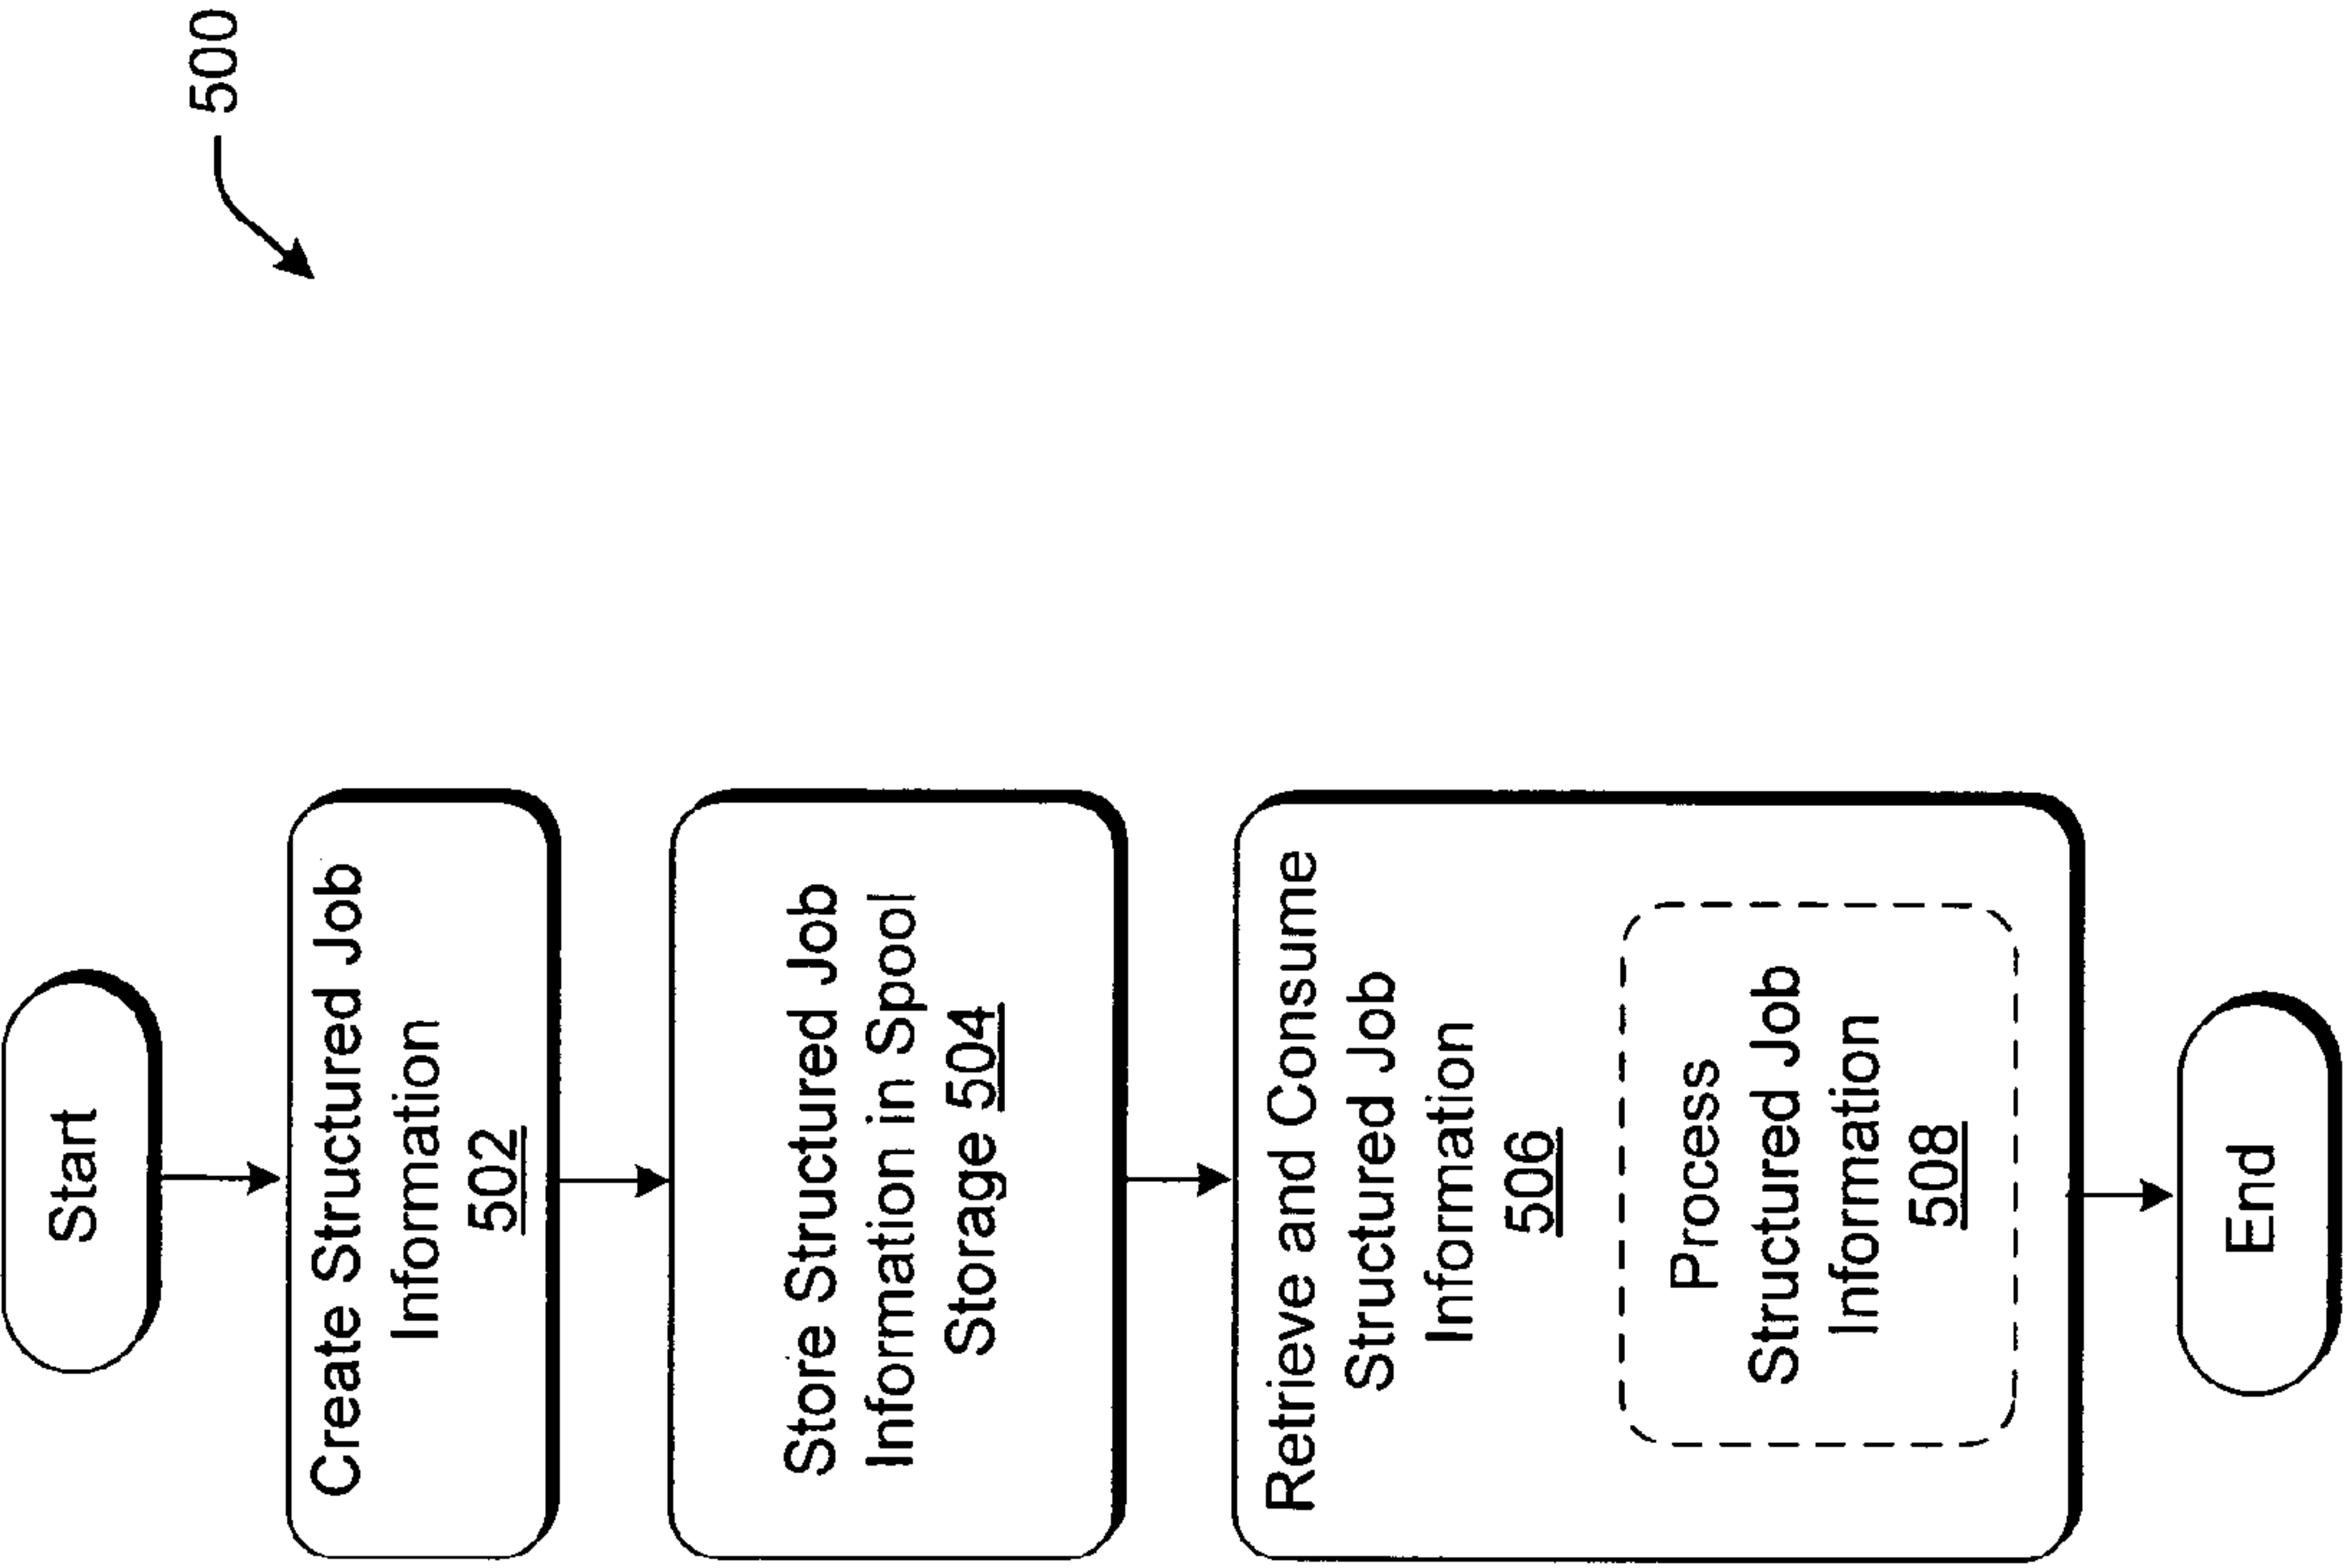 500
Start
Create Structured Job
Information
502
Store Structured Job
Information in Spool
Storage 504
Retrieve and Consume
Structured Job
Information
506
Process
Structured Job
Information
508
End